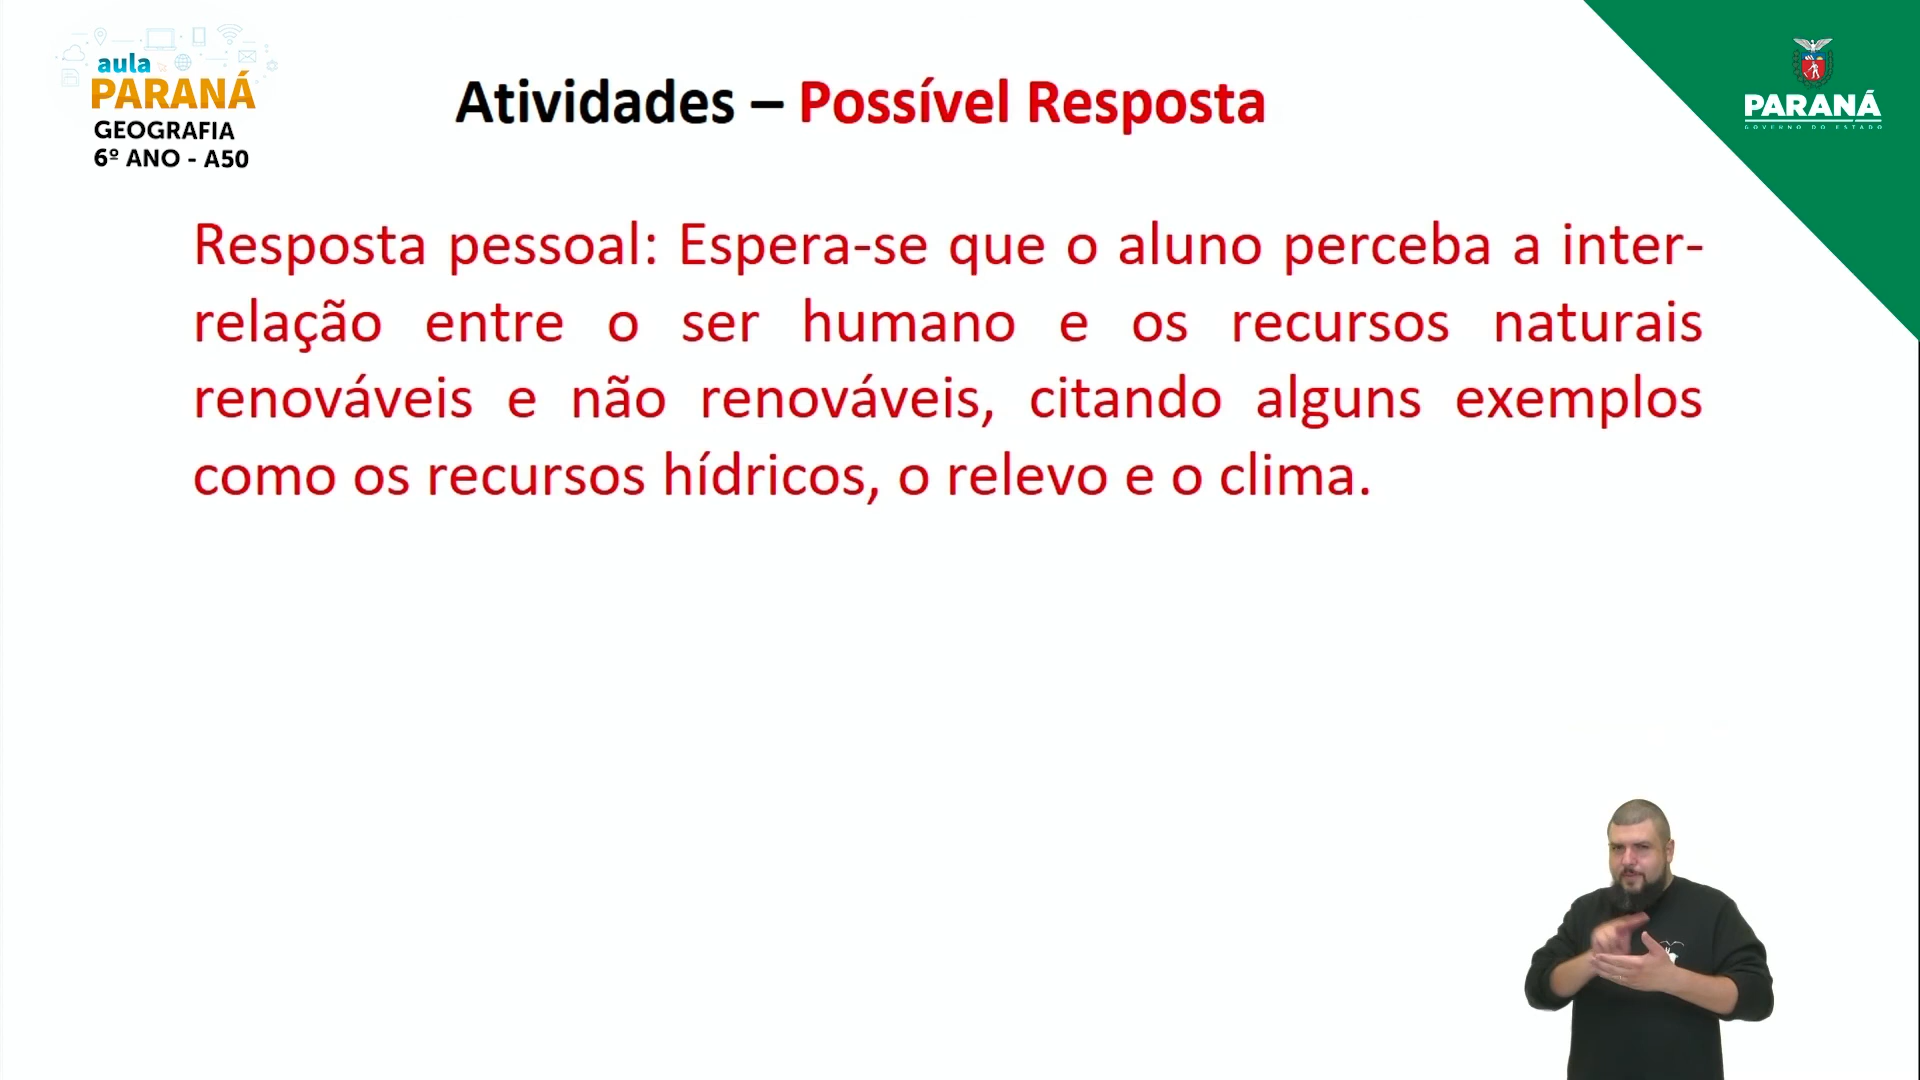 aula
PARANÁ
GEOGRAFIA
6º ANO - A50
Atividades – Possível Resposta
PARANÁ
GOVERNO DO ESTADO
Resposta pessoal: Espera-se que o aluno perceba a inter-
relação entre o ser humano e os recursos naturais
renováveis e não renováveis, citando alguns exemplos
como os recursos hídricos, o relevo e o clima.